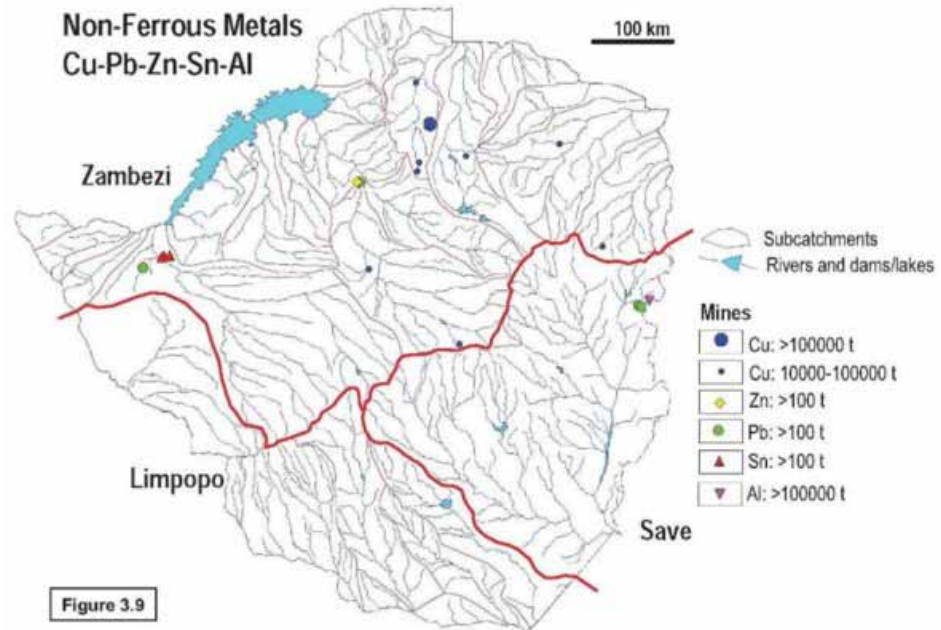 Non-Ferrous Metals
Cu-Pb-Zn-Sn-Al
100 km
Zambezi
Subcatchments
Rivers and dams/lakes
Mines
Cu: >100000 t
Cu: 10000-100000 t
Zn: >100 t
Pb: >100 t
Sn: >100 t
Al: >100000 t
Limpopo
Save
Figure 3.9